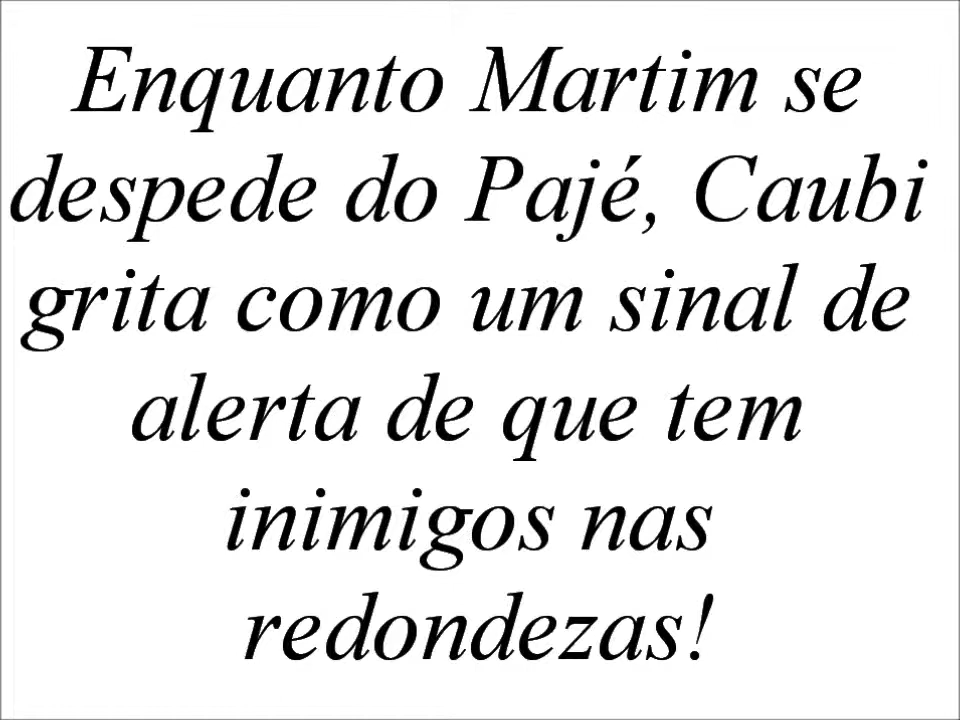 Enquanto Martim se
despede do Pajé, Caubi
grita como um sinal de
alerta de que tem
inimigos nas
redondezas!